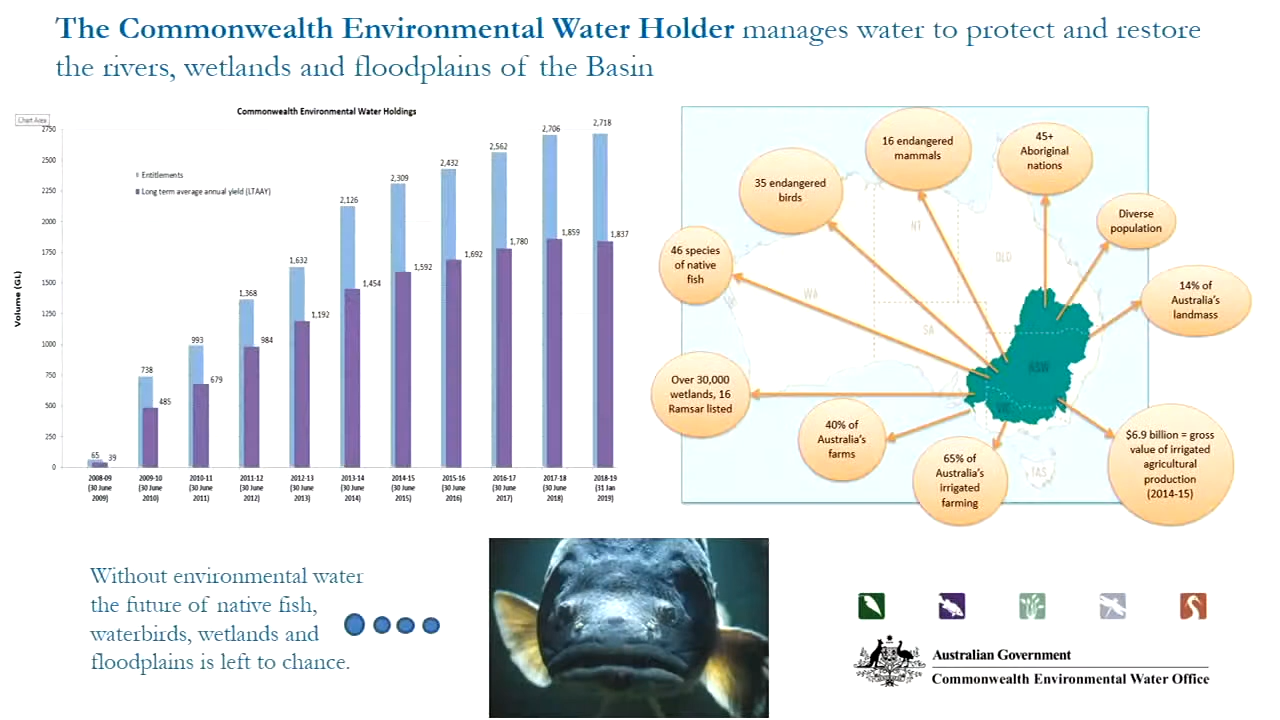 The Commonwealth Environmental Water Holder manages water to protect and restore
the rivers, wetlands and floodplains of the Basin
Commonwealth Environmental Water Holdings
Chart Area
Volume (GL)
2750
2500
2250
2000
1750
1500
1250
1000
750
500
250
0
Entitlements
Long term average annual yield (LTAAY)
65
39
738
485
993
679
1,368
984
1,632
1,192
2,126
1,454
2,309
1,592
2,432
1,692
2,562
1,780
2,706
1,859
2,718
1,837
2008-09
(30 June
2009)
2009-10
(30 June
2010)
2010-11
(30 June
2011)
2011-12
(30 June
2012)
2012-13
(30 June
2013)
2013-14
(30 June
2014)
2014-15
(30 June
2015)
2015-16
(30 June
2016)
2016-17
(30 June
2017)
2017-18
(30 June
2018)
2018-19
(31 Jan
2019)
16 endangered
mammals
45+
Aboriginal
nations
35 endangered
birds
Diverse
population
46 species
of native
fish
14% of
Australia's
landmass
Over 30,000
wetlands, 16
Ramsar listed
40% of
Australia's
farms
65% of
Australia's
irrigated
farming
$6.9 billion = gross
value of irrigated
agricultural
production
(2014-15)
NT
QLD
WA
SA
NSW
VIC
TAS
Without environmental water
the future of native fish,
waterbirds, wetlands and
floodplains is left to chance.
Australian Government
Commonwealth Environmental Water Office